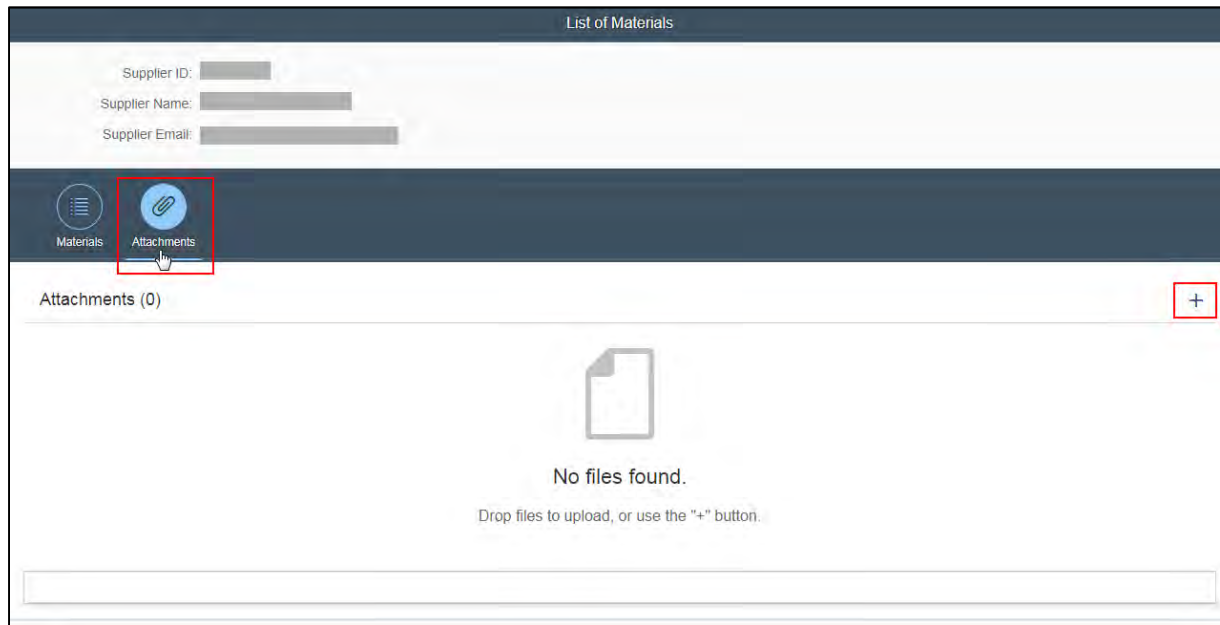 List of Materials
Supplier ID:
Supplier Name:
Supplier Email:
Materials
Attachments
Attachments (0)
+
No files found.
Drop files to upload, or use the "+" button.